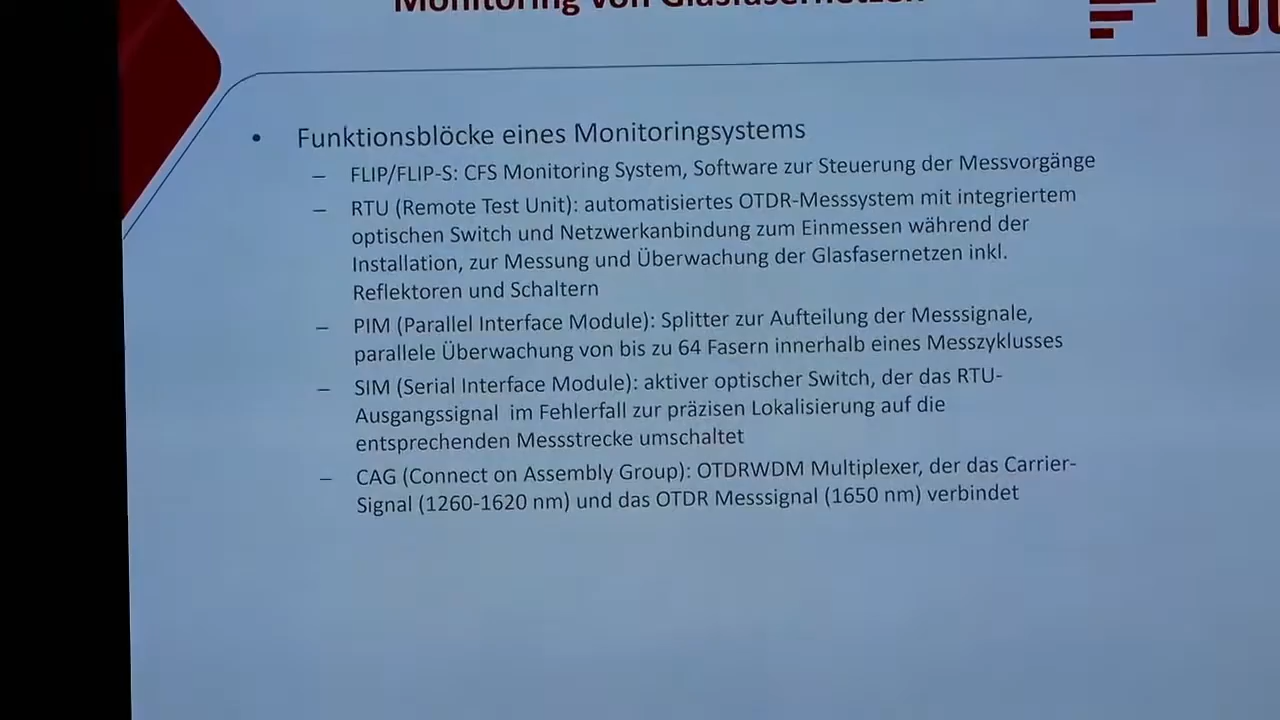 Monitoring von Glasfasernetzen
• Funktionsblöcke eines Monitoringsystems
– FLIP/FLIP-S: CFS Monitoring System, Software zur Steuerung der Messvorgänge
– RTU (Remote Test Unit): automatisiertes OTDR-Messsystem mit integriertem
optischen Switch und Netzwerkanbindung zum Einmessen während der
Installation, zur Messung und Überwachung der Glasfasernetzen inkl.
Reflektoren und Schaltern
– PIM (Parallel Interface Module): Splitter zur Aufteilung der Messsignale,
parallele Überwachung von bis zu 64 Fasern innerhalb eines Messzyklusses
– SIM (Serial Interface Module): aktiver optischer Switch, der das RTU-
Ausgangssignal im Fehlerfall zur präzisen Lokalisierung auf die
entsprechenden Messstrecke umschaltet
– CAG (Connect on Assembly Group): OTDRWDM Multiplexer, der das Carrier-
Signal (1260-1620 nm) und das OTDR Messsignal (1650 nm) verbindet